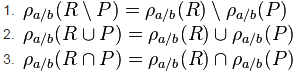 1. ρ_{a/b}(R \ P) = ρ_{a/b}(R) \ ρ_{a/b}(P)
2. ρ_{a/b}(R ∪ P) = ρ_{a/b}(R) ∪ ρ_{a/b}(P)
3. ρ_{a/b}(R ∩ P) = ρ_{a/b}(R) ∩ ρ_{a/b}(P)